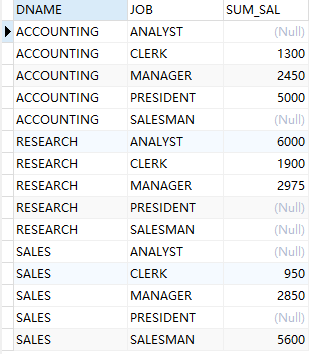 DNAME JOB SUM_SAL
ACCOUNTING ANALYST (Null)
ACCOUNTING CLERK 1300
ACCOUNTING MANAGER 2450
ACCOUNTING PRESIDENT 5000
ACCOUNTING SALESMAN (Null)
RESEARCH ANALYST 6000
RESEARCH CLERK 1900
RESEARCH MANAGER 2975
RESEARCH PRESIDENT (Null)
RESEARCH SALESMAN (Null)
SALES ANALYST (Null)
SALES CLERK 950
SALES MANAGER 2850
SALES PRESIDENT (Null)
SALES SALESMAN 5600